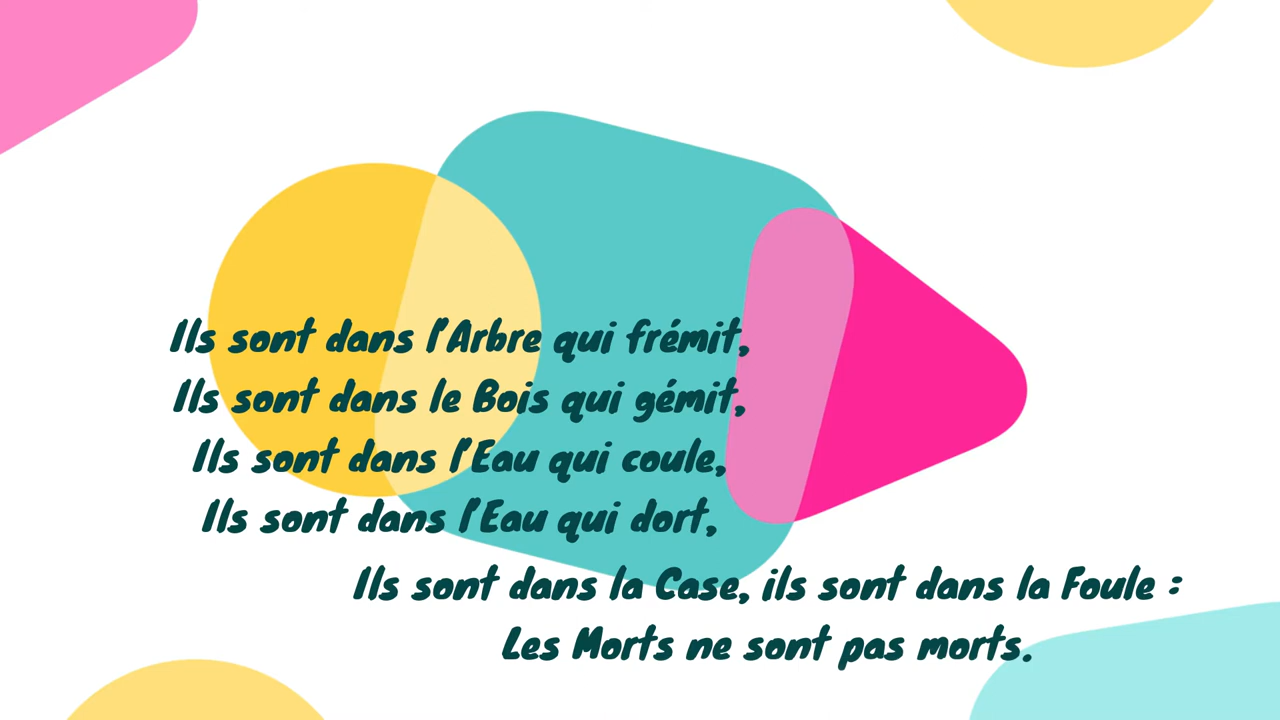 Ils sont dans l'Arbre qui frémit,
Ils sont dans le Bois qui gémit,
Ils sont dans l'Eau qui coule,
Ils sont dans l'Eau qui dort,
Ils sont dans la Case, ils sont dans la Foule :
Les Morts ne sont pas morts.